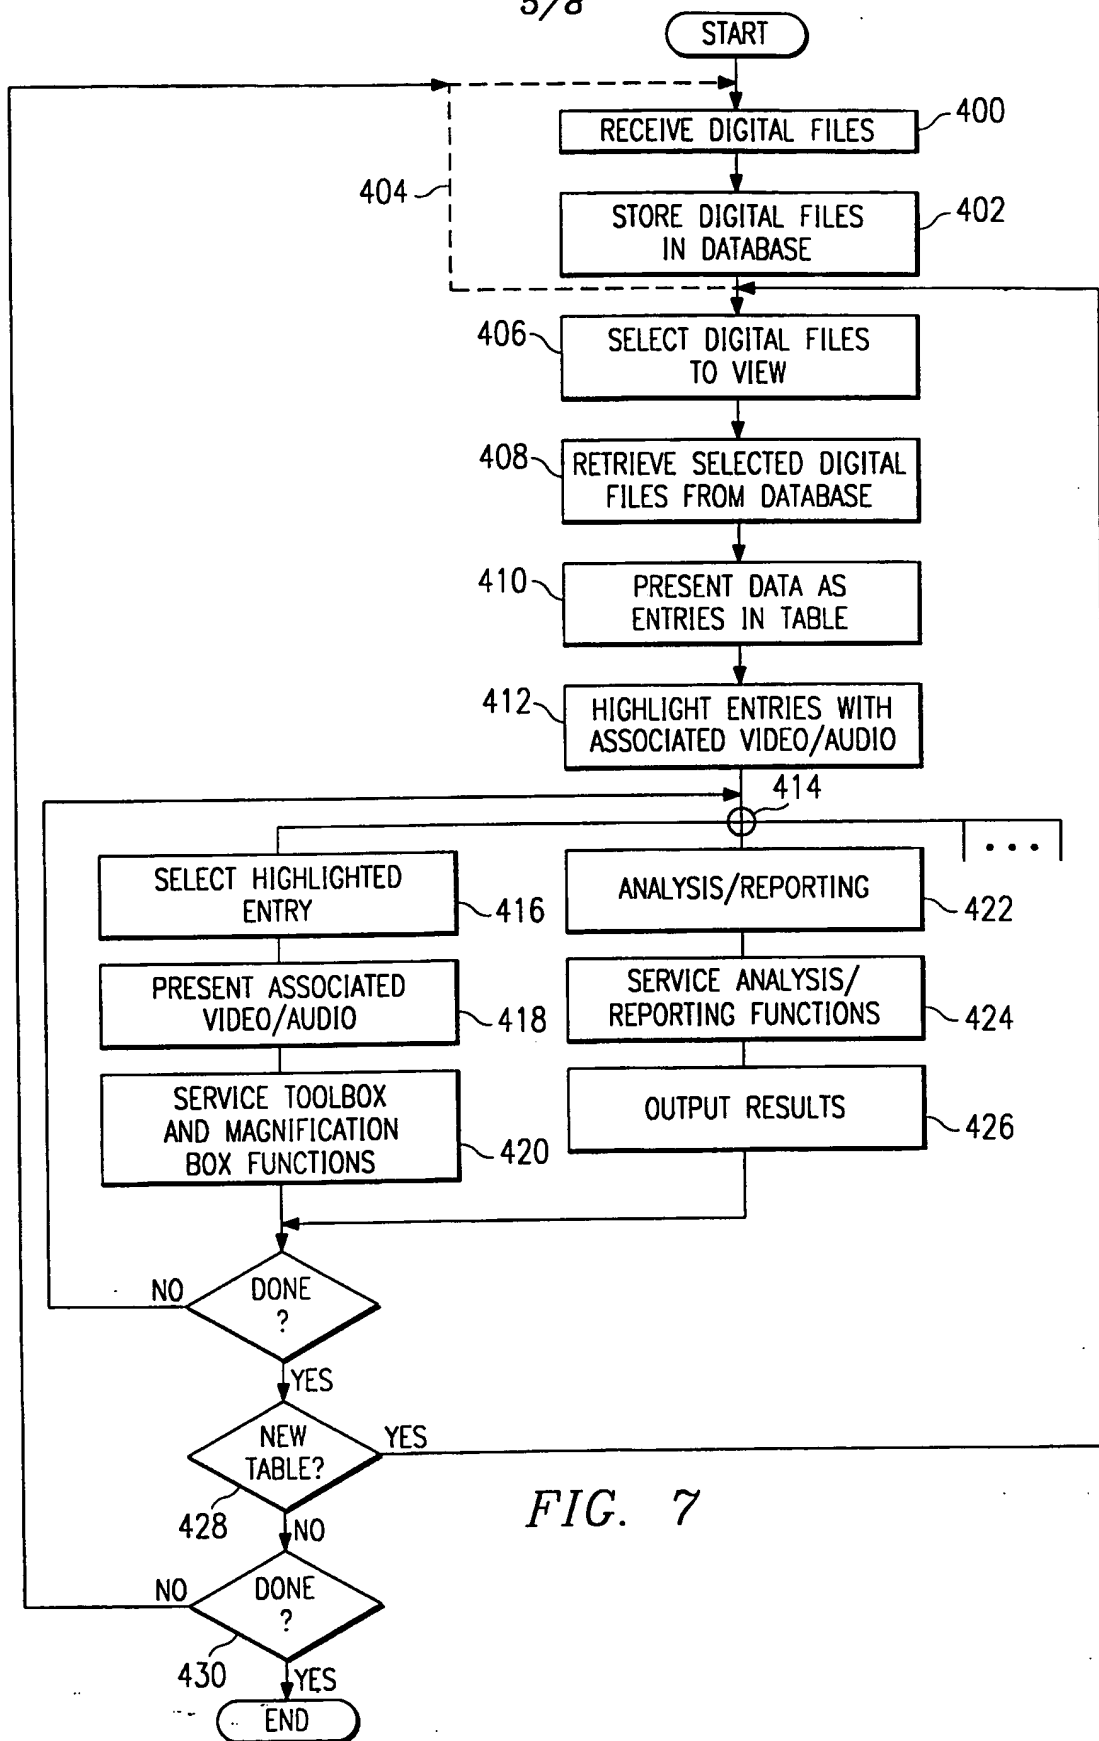 5/8
START
RECEIVE DIGITAL FILES
400
STORE DIGITAL FILES
IN DATABASE
402
404
SELECT DIGITAL FILES
TO VIEW
406
RETRIEVE SELECTED DIGITAL
FILES FROM DATABASE
408
PRESENT DATA AS
ENTRIES IN TABLE
410
HIGHLIGHT ENTRIES WITH
ASSOCIATED VIDEO/AUDIO
412
414
SELECT HIGHLIGHTED
ENTRY
416
PRESENT ASSOCIATED
VIDEO/AUDIO
418
SERVICE TOOLBOX
AND MAGNIFICATION
BOX FUNCTIONS
420
ANALYSIS/REPORTING
422
SERVICE ANALYSIS/
REPORTING FUNCTIONS
424
OUTPUT RESULTS
426
• • •
DONE
?
NO
YES
NEW
TABLE?
YES
428
NO
DONE
?
NO
430
YES
END
FIG. 7